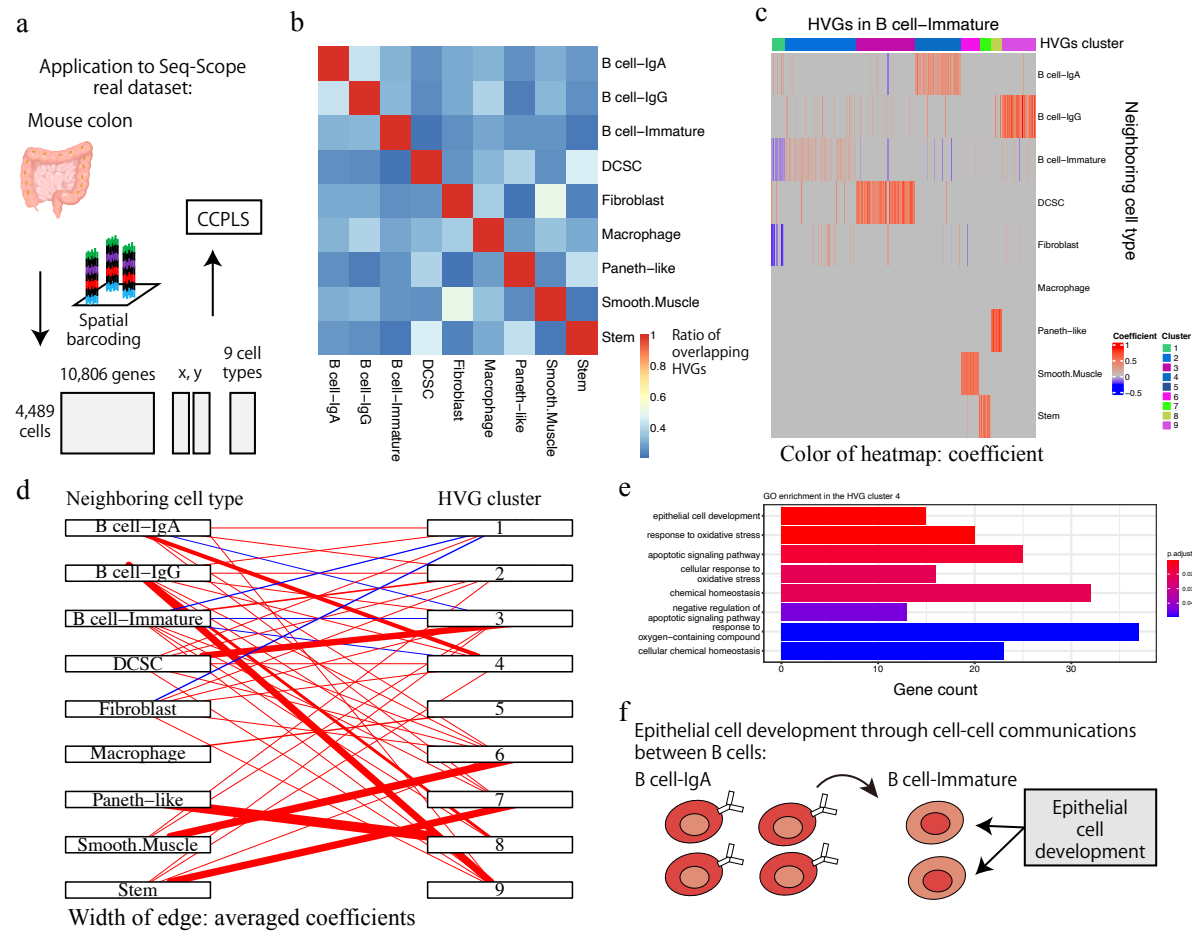 a
Application to Seq-Scope
real dataset:
Mouse colon
CCPLS
Spatial
barcoding
10,806 genes
x, y
9 cell
types
4,489
cells
b
B cell−IgA
B cell−IgG
B cell−Immature
DCSC
Fibroblast
Macrophage
Paneth−like
Smooth.Muscle
Stem
B cell−IgA
B cell−IgG
B cell−Immature
DCSC
Fibroblast
Macrophage
Paneth−like
Smooth.Muscle
Stem
1
0.8
0.6
0.4
Ratio of
overlapping
HVGs
c
HVGs in B cell−Immature
HVGs cluster
B cell−IgA
B cell−IgG
B cell−Immature
DCSC
Fibroblast
Macrophage
Paneth−like
Smooth.Muscle
Stem
Neighboring cell type
Coefficient
1
0.5
0
−0.5
Cluster
1
2
3
4
5
6
7
8
9
Color of heatmap: coefficient
d
Neighboring cell type
HVG cluster
B cell−IgA
B cell−IgG
B cell−Immature
DCSC
Fibroblast
Macrophage
Paneth−like
Smooth.Muscle
Stem
1
2
3
4
5
6
7
8
9
Width of edge: averaged coefficients
e
GO enrichment in the HVG cluster 4
epithelial cell development
response to oxidative stress
apoptotic signaling pathway
cellular response to
oxidative stress
chemical homeostasis
negative regulation of
apoptotic signaling pathway
response to
oxygen−containing compound
cellular chemical homeostasis
0
10
20
30
Gene count
p.adjust
0.02
0.03
0.04
f
Epithelial cell development through cell-cell communications
between B cells:
B cell-IgA
B cell-Immature
Epithelial
cell
development